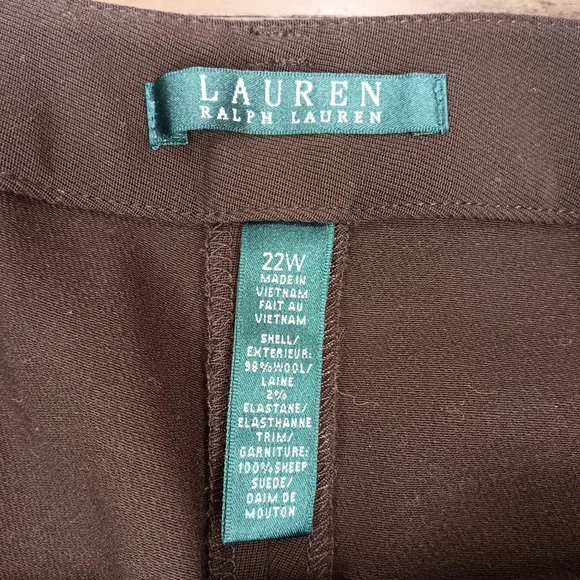 LAUREN
RALPH LAUREN
22W
MADE IN
VIETNAM
FAIT AU
VIETNAM
SHELL/
EXTERIEUR:
98%WOOL/
LAINE
2%
ELASTANE/
ELASTHANNE
TRIM/
GARNITURE:
100%SHEEP
SUEDE/
DAIM DE
MOUTON